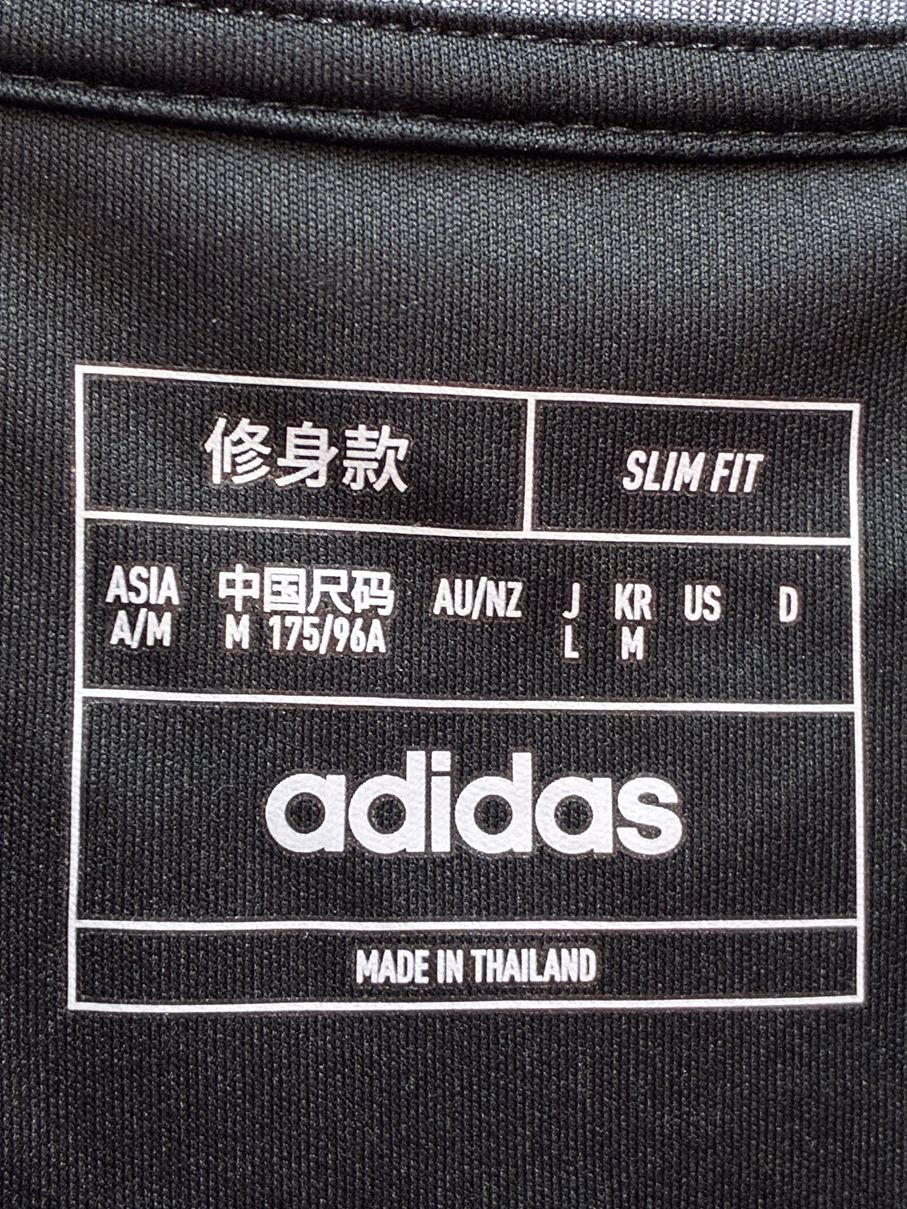 修身款 SLIM FIT
ASIA 中国尺码 AU/NZ J KR US D
A/M M 175/96A L M
adidas
MADE IN THAILAND